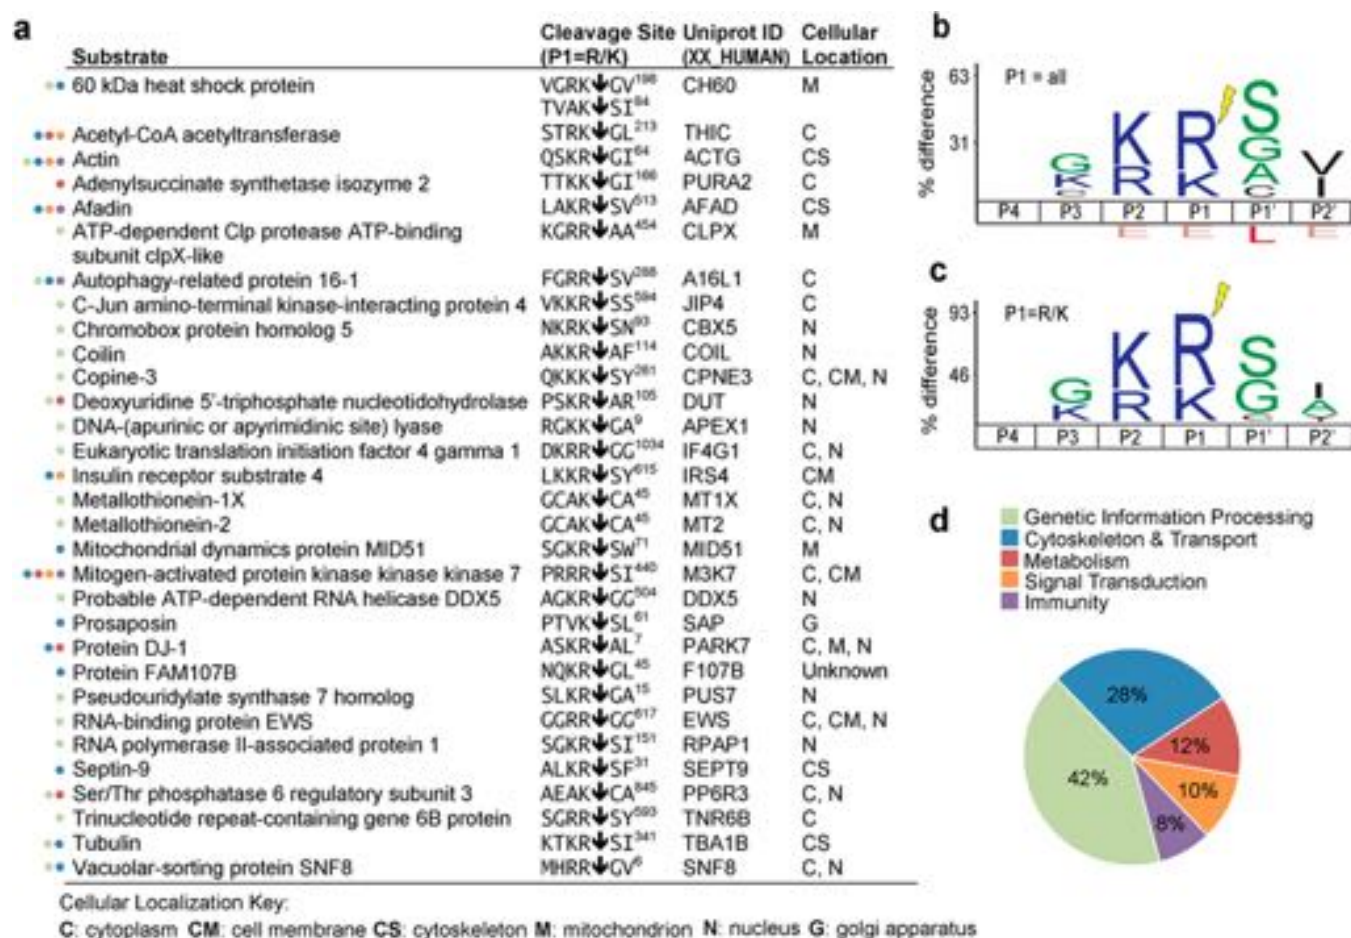 a
Substrate Cleavage Site (P1=R/K) Uniprot ID (XX_HUMAN) Cellular Location
60 kDa heat shock protein VGRK↓GV198 CH60 M
TVAK↓SI84
Acetyl-CoA acetyltransferase STRK↓GL213 THIC C
Actin QSKR↓GI64 ACTG CS
Adenylsuccinate synthetase isozyme 2 TTKK↓GI166 PURA2 C
Afadin LAKR↓SV513 AFAD CS
ATP-dependent Clp protease ATP-binding KGRR↓AA454 CLPX M
subunit clpX-like
Autophagy-related protein 16-1 FGRR↓SV288 A16L1 C
C-Jun amino-terminal kinase-interacting protein 4 VKKR↓SS594 JIP4 C
Chromobox protein homolog 5 NKRK↓SN93 CBX5 N
Coilin AKKR↓AF114 COIL N
Copine-3 QKKK↓SY261 CPNE3 C, CM, N
Deoxyuridine 5'-triphosphate nucleotidohydrolase PSKR↓AR105 DUT N
DNA-(apurinic or apyrimidinic site) lyase RGKK↓GA9 APEX1 N
Eukaryotic translation initiation factor 4 gamma 1 DKRR↓GG1034 IF4G1 C, N
Insulin receptor substrate 4 LKKR↓SY615 IRS4 CM
Metallothionein-1X GCAK↓CA45 MT1X C, N
Metallothionein-2 GCAK↓CA45 MT2 C, N
Mitochondrial dynamics protein MID51 SGKR↓SW71 MID51 M
Mitogen-activated protein kinase kinase kinase 7 PRRR↓SI440 M3K7 C, CM
Probable ATP-dependent RNA helicase DDX5 AGKR↓GG504 DDX5 N
Prosaposin PTVK↓SL61 SAP G
Protein DJ-1 ASKR↓AL7 PARK7 C, M, N
Protein FAM107B NQKR↓GL45 F107B Unknown
Pseudouridylate synthase 7 homolog SLKR↓GA15 PUS7 N
RNA-binding protein EWS GGRR↓GG617 EWS C, CM, N
RNA polymerase II-associated protein 1 SGKR↓SI151 RPAP1 N
Septin-9 ALKR↓SF31 SEPT9 CS
Ser/Thr phosphatase 6 regulatory subunit 3 AEAK↓CA845 PP6R3 C, N
Trinucleotide repeat-containing gene 6B protein SGRR↓SY593 TNR6B C
Tubulin KTKR↓SI341 TBA1B CS
Vacuolar-sorting protein SNF8 MHRR↓GV6 SNF8 C, N
Cellular Localization Key:
C: cytoplasm CM: cell membrane CS: cytoskeleton M: mitochondrion N: nucleus G: golgi apparatus
b
P1 = all
% difference
63
31
G K S
K R
R K
S G A C
V I
P4 P3 P2 P1 P1' P2'
E E L E
c
P1=R/K
% difference
93
46
G K
K R
R K
S G
I A
P4 P3 P2 P1 P1' P2'
d
Genetic Information Processing
Cytoskeleton & Transport
Metabolism
Signal Transduction
Immunity
28%
12%
10%
8%
42%